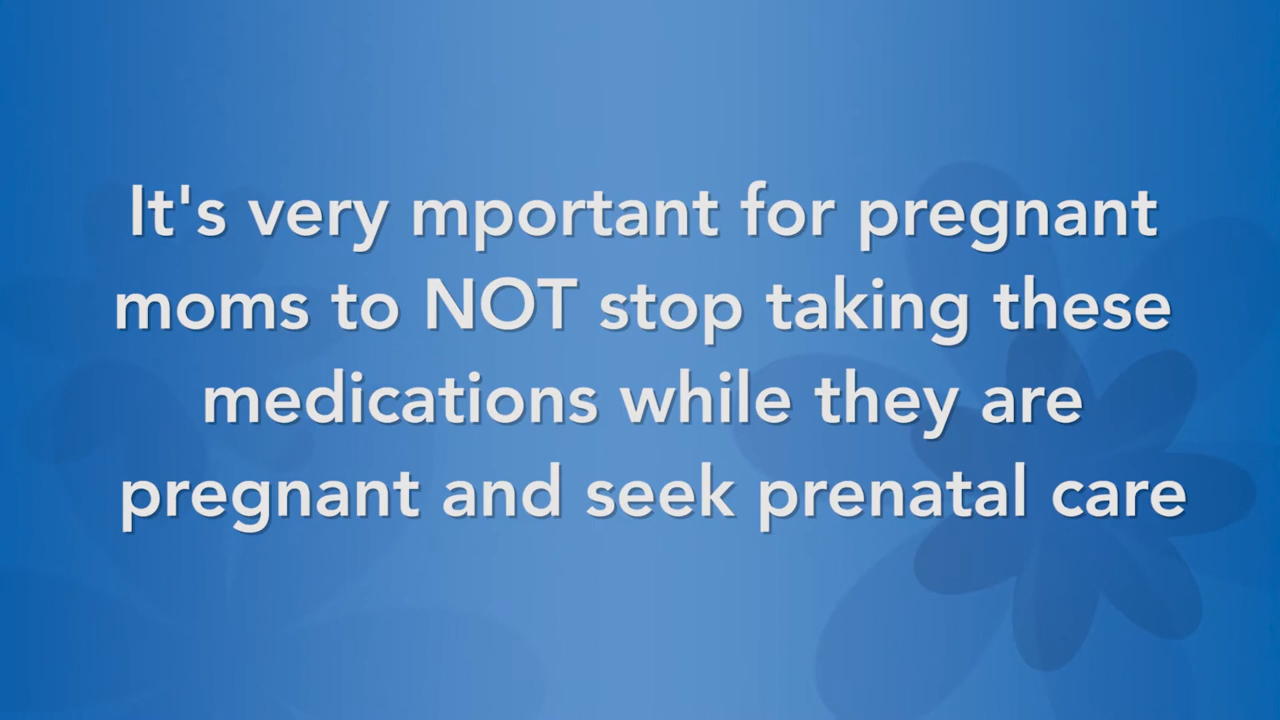 It's very mportant for pregnant
moms to NOT stop taking these
medications while they are
pregnant and seek prenatal care